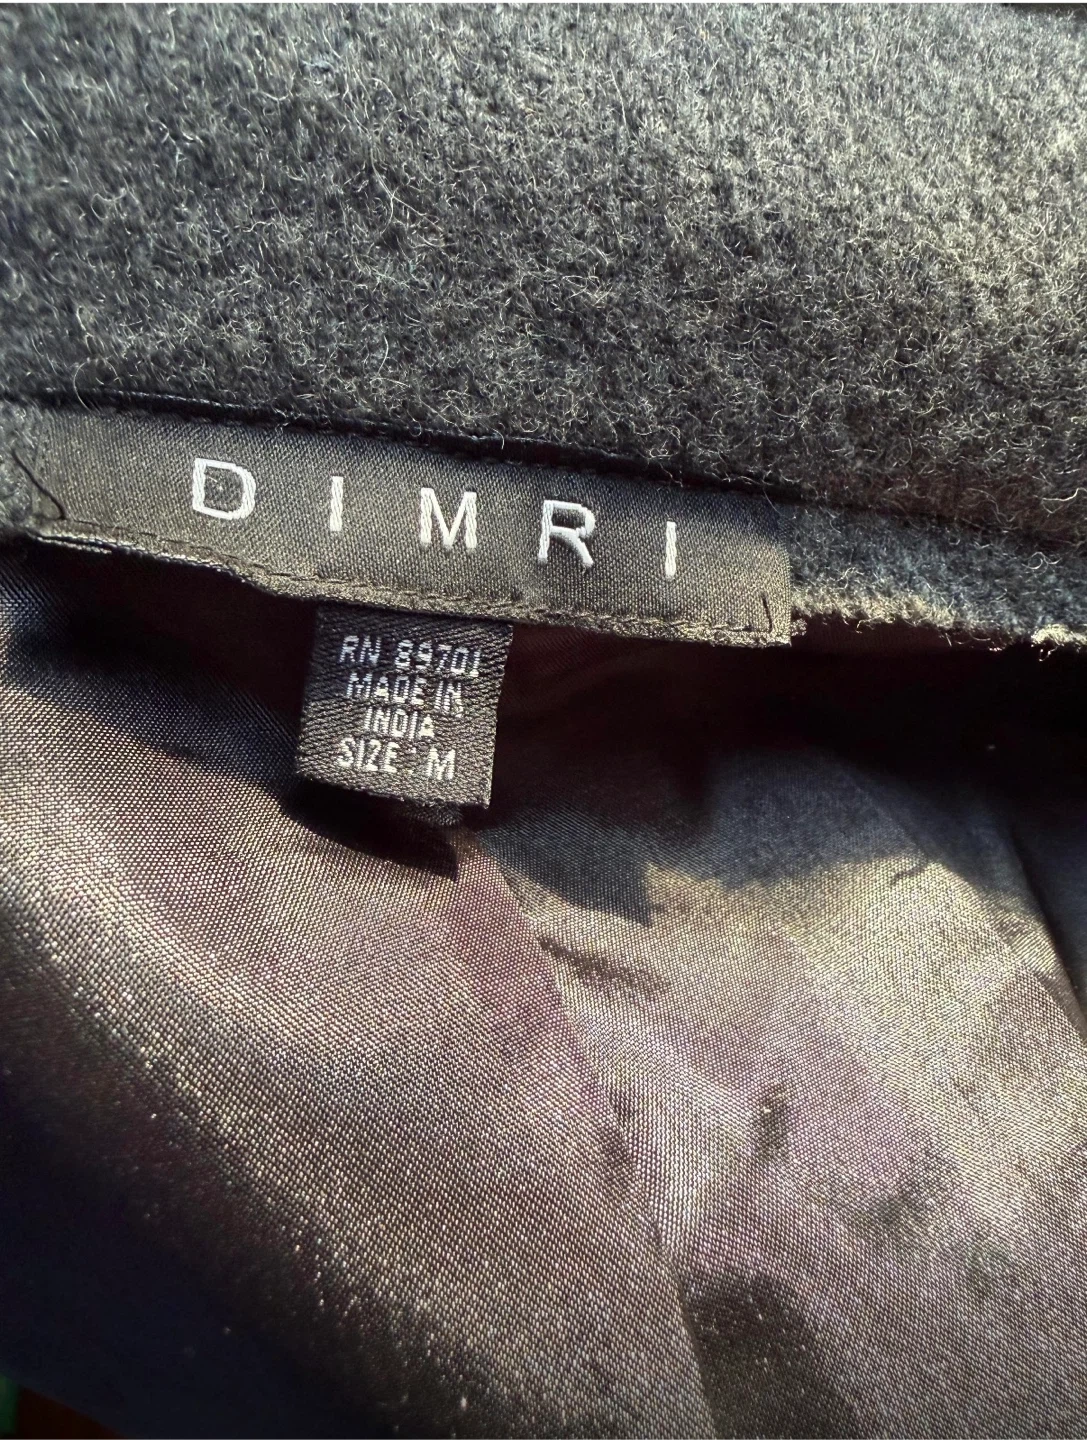 DIMRI
RN 89701
MADE IN
INDIA
SIZE: M